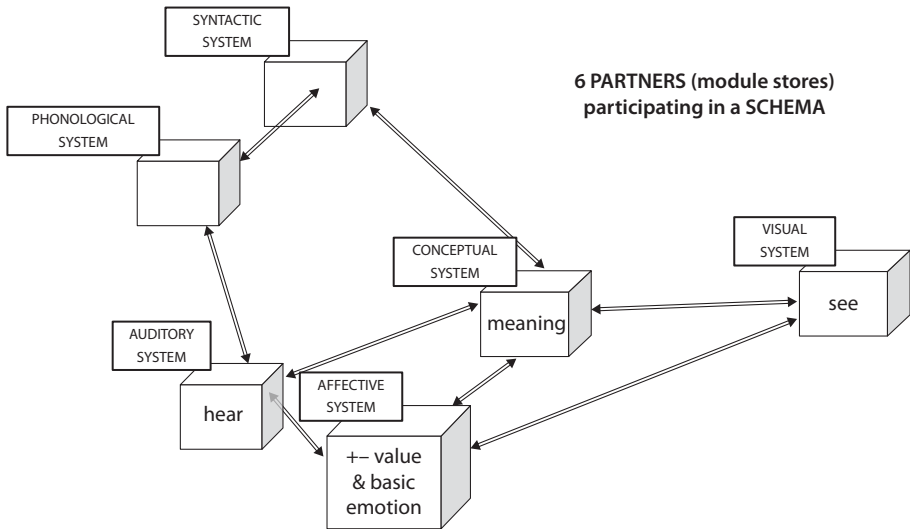 SYNTACTIC
SYSTEM
6 PARTNERS (module stores)
participating in a SCHEMA
PHONOLOGICAL
SYSTEM
CONCEPTUAL
SYSTEM
VISUAL
SYSTEM
meaning
see
AUDITORY
SYSTEM
hear
AFFECTIVE
SYSTEM
+– value
& basic
emotion